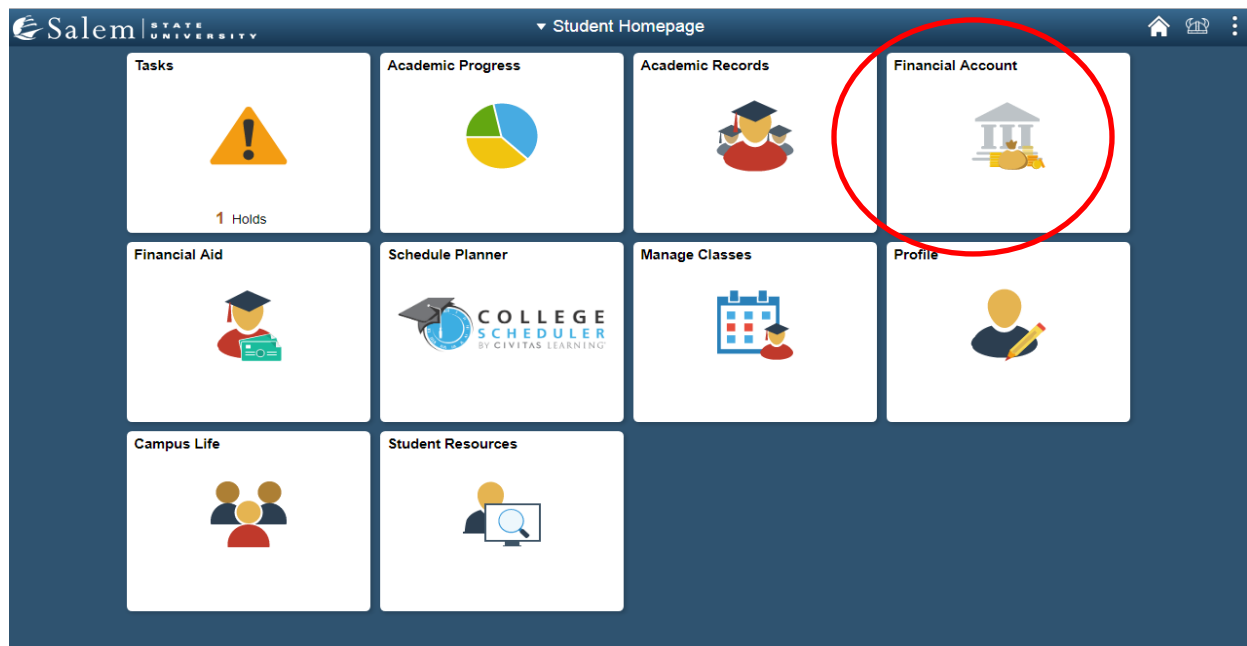 Salem STATE UNIVERSITY
Student Homepage
Tasks
1 Holds
Academic Progress
Academic Records
Financial Account
Financial Aid
Schedule Planner
COLLEGE
SCHEDULER
BY CIVITAS LEARNING
Manage Classes
Profile
Campus Life
Student Resources